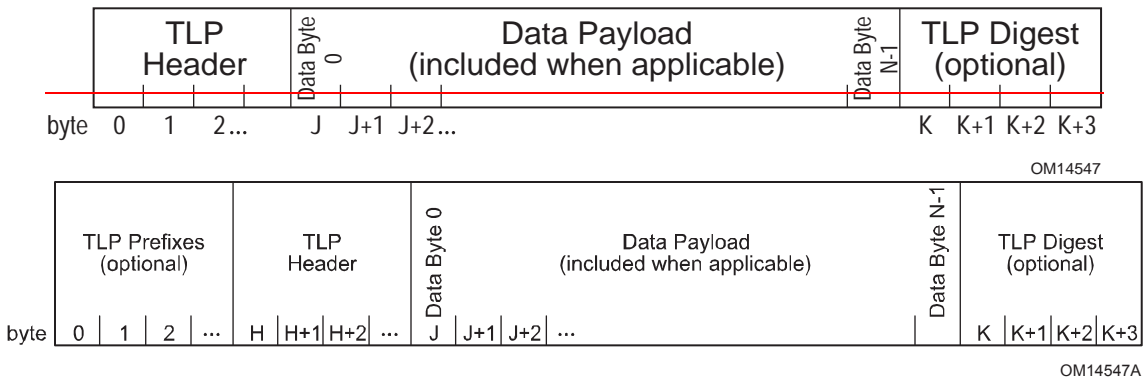 TLP Header
Data Byte 0
Data Payload
(included when applicable)
Data Byte N-1
TLP Digest
(optional)
byte 0 1 2... J J+1 J+2... K K+1 K+2 K+3
OM14547
TLP Prefixes
(optional)
TLP
Header
Data Byte 0
Data Payload
(included when applicable)
Data Byte N-1
TLP Digest
(optional)
byte 0 1 2 ... H H+1 H+2 ... J J+1 J+2 ... K K+1 K+2 K+3
OM14547A